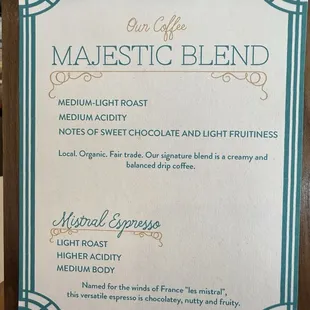 Our Coffee
MAJESTIC BLEND
MEDIUM-LIGHT ROAST
MEDIUM ACIDITY
NOTES OF SWEET CHOCOLATE AND LIGHT FRUITINESS
Local. Organic. Fair trade. Our signature blend is a creamy and
balanced drip coffee.
Mistral Espresso
LIGHT ROAST
HIGHER ACIDITY
MEDIUM BODY
Named for the winds of France "les mistral",
this versatile espresso is chocolatey, nutty and fruity.